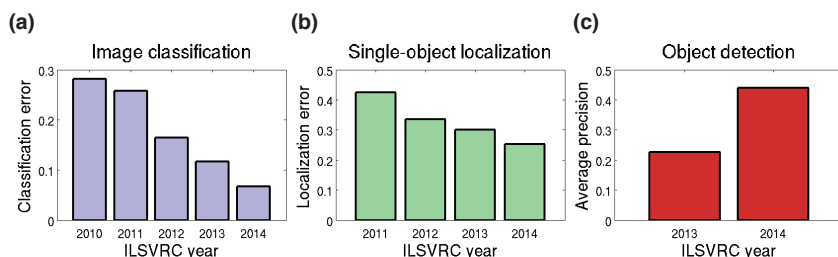 (a)
Image classification
Classification error
0.3
0.1
0
2010 2011 2012 2013 2014
ILSVRC year
(b)
Single-object localization
Localization error
0.5
0.4
0.3
0.2
0.1
0
2011 2012 2013 2014
ILSVRC year
(c)
Object detection
Average precision
0.5
0.4
0.3
0.2
0.1
0
2013 2014
ILSVRC year